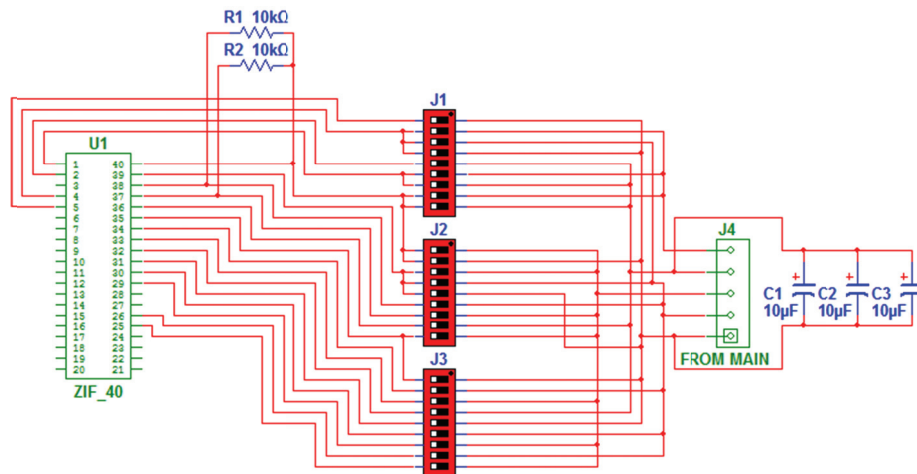 R1 10kΩ
R2 10kΩ
J1
U1
1 40
2 39
3 38
4 37
5 36
6 35
7 34
8 33
9 32
10 31
11 30
12 29
13 28
14 27
15 26
16 25
17 24
18 23
19 22
20 21
ZIF_40
J2
J3
J4
FROM MAIN
+ + +
C1 C2 C3
10µF 10µF 10µF